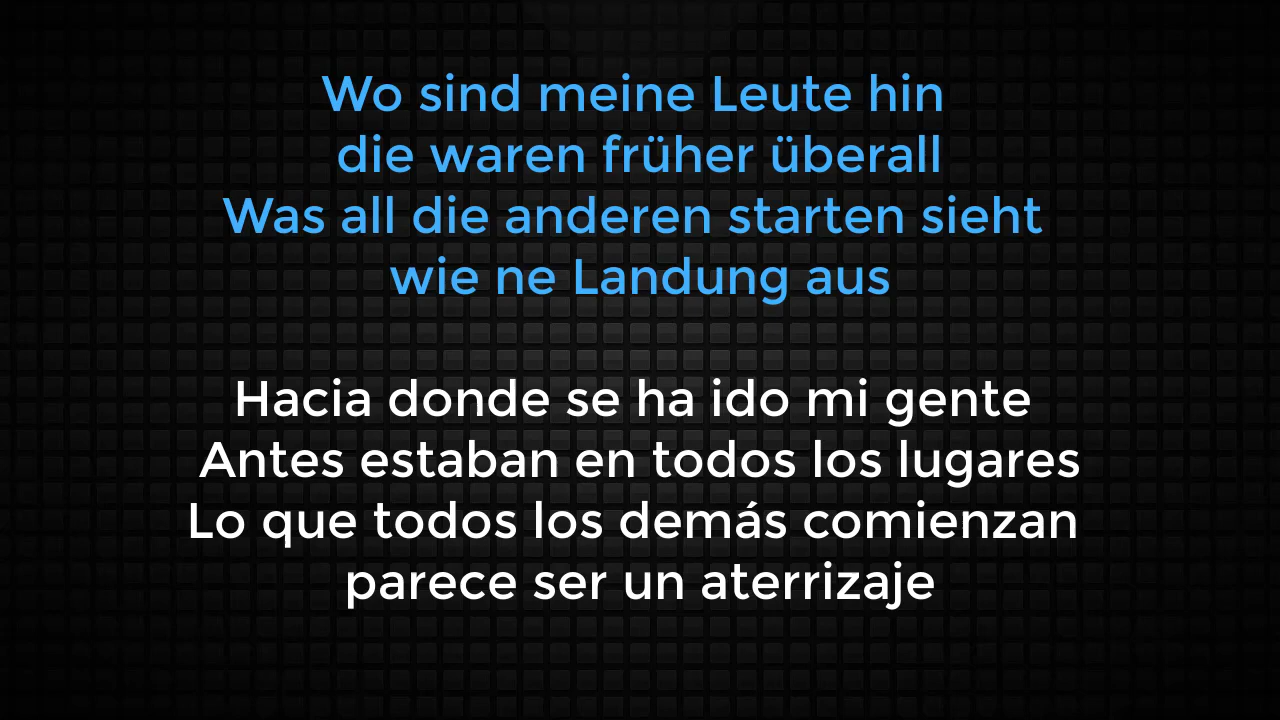 Wo sind meine Leute hin
die waren früher überall
Was all die anderen starten sieht
wie ne Landung aus
Hacia donde se ha ido mi gente
Antes estaban en todos los lugares
Lo que todos los demás comienzan
parece ser un aterrizaje